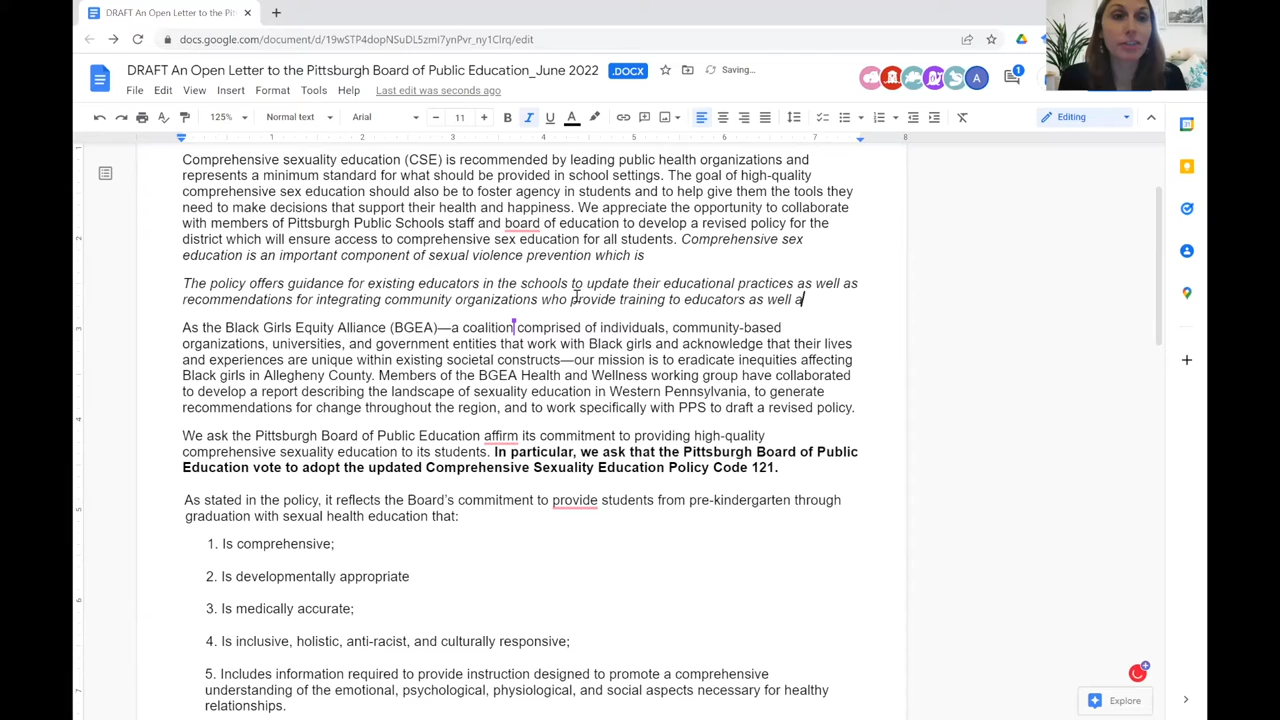 DRAFT An Open Letter to the Pit
docs.google.com/document/d/19wSTP4dopNSuDL5zml7ynPvr_ny1Clrq/edit
DRAFT An Open Letter to the Pittsburgh Board of Public Education_June 2022 .DOCX Saving...
File Edit View Insert Format Tools Help Last edit was seconds ago
1 A
125% Normal text Arial 11 B I U A Editing
1 2 3 4 5 6 7 8
Comprehensive sexuality education (CSE) is recommended by leading public health organizations and
represents a minimum standard for what should be provided in school settings. The goal of high-quality
comprehensive sex education should also be to foster agency in students and to help give them the tools they
need to make decisions that support their health and happiness. We appreciate the opportunity to collaborate
with members of Pittsburgh Public Schools staff and board of education to develop a revised policy for the
district which will ensure access to comprehensive sex education for all students. Comprehensive sex
education is an important component of sexual violence prevention which is
The policy offers guidance for existing educators in the schools to update their educational practices as well as
recommendations for integrating community organizations who provide training to educators as well a
As the Black Girls Equity Alliance (BGEA)—a coalition comprised of individuals, community-based
organizations, universities, and government entities that work with Black girls and acknowledge that their lives
and experiences are unique within existing societal constructs—our mission is to eradicate inequities affecting
Black girls in Allegheny County. Members of the BGEA Health and Wellness working group have collaborated
to develop a report describing the landscape of sexuality education in Western Pennsylvania, to generate
recommendations for change throughout the region, and to work specifically with PPS to draft a revised policy.
We ask the Pittsburgh Board of Public Education affirm its commitment to providing high-quality
comprehensive sexuality education to its students. In particular, we ask that the Pittsburgh Board of Public
Education vote to adopt the updated Comprehensive Sexuality Education Policy Code 121.
As stated in the policy, it reflects the Board's commitment to provide students from pre-kindergarten through
graduation with sexual health education that:
1. Is comprehensive;
2. Is developmentally appropriate
3. Is medically accurate;
4. Is inclusive, holistic, anti-racist, and culturally responsive;
5. Includes information required to provide instruction designed to promote a comprehensive
understanding of the emotional, psychological, physiological, and social aspects necessary for healthy
relationships.
Explore